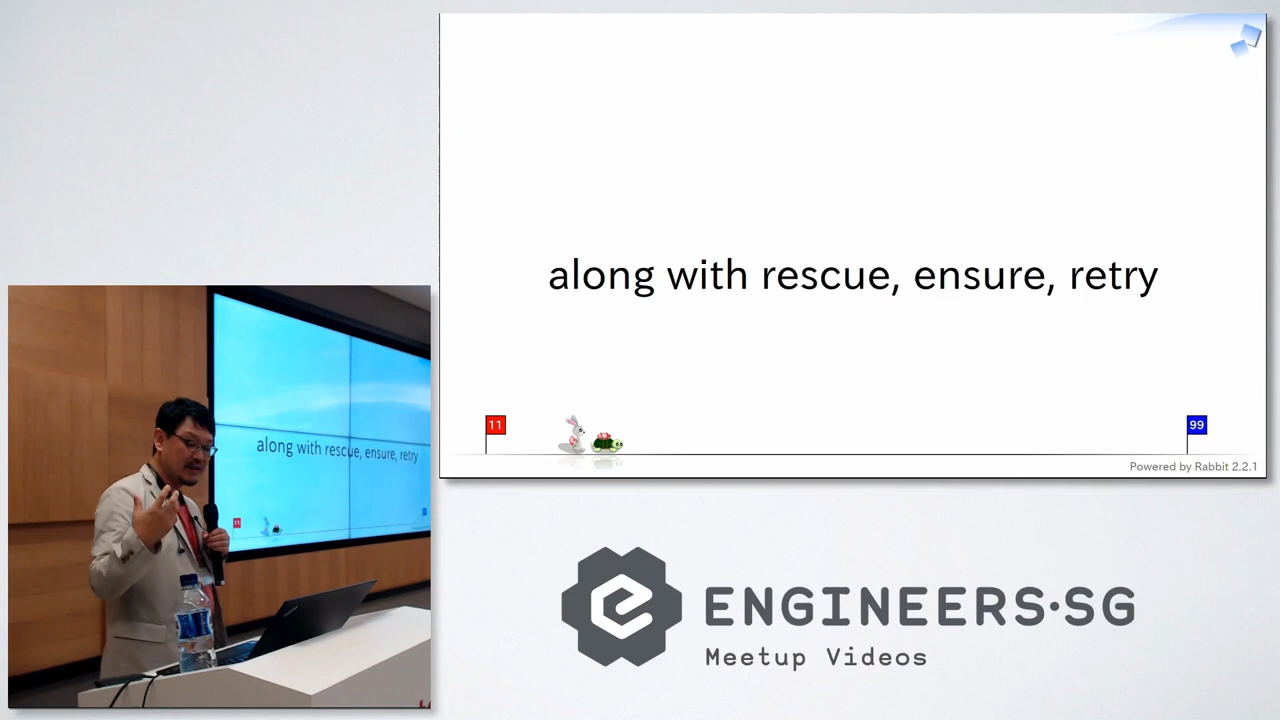 along with rescue, ensure, retry
11
99
Powered by Rabbit 2.2.1
along with rescue, ensure, retry
11
ENGINEERS•SG
Meetup Videos